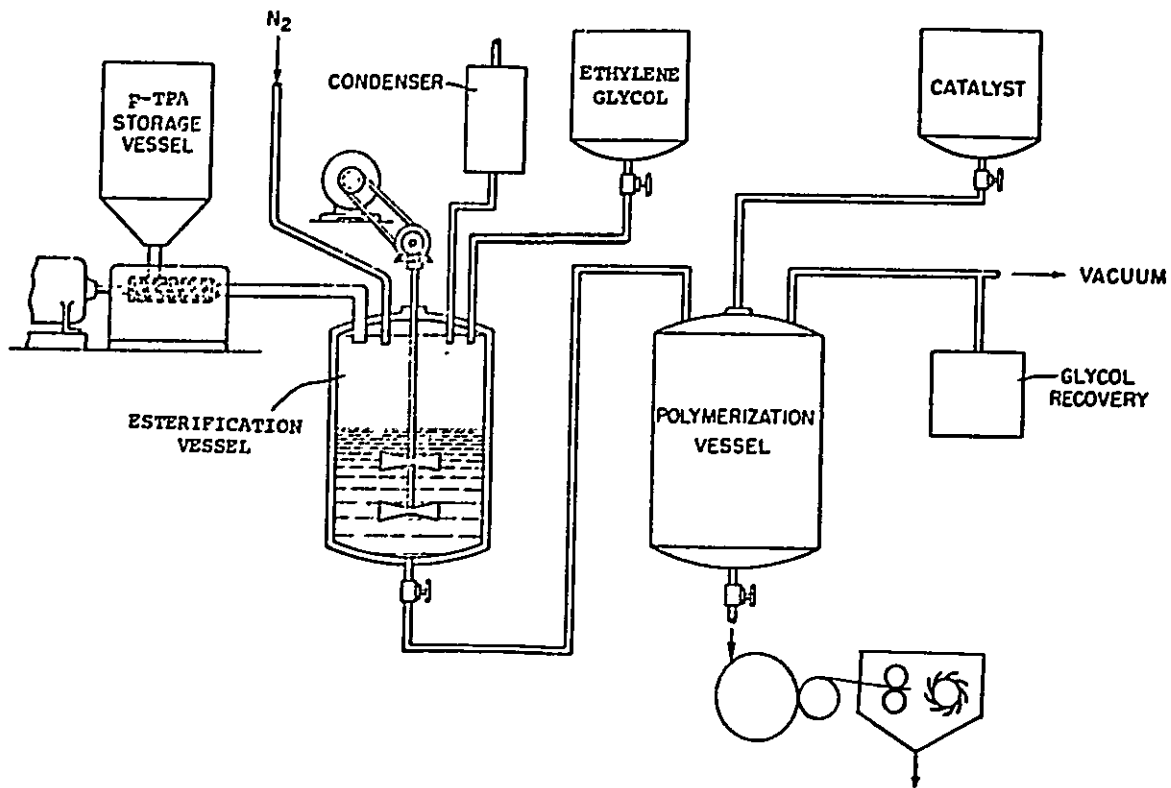 N2
CONDENSER
ETHYLENE
GLYCOL
CATALYST
P-TPA
STORAGE
VESSEL
VACUUM
GLYCOL
RECOVERY
ESTERIFICATION
VESSEL
POLYMERIZATION
VESSEL